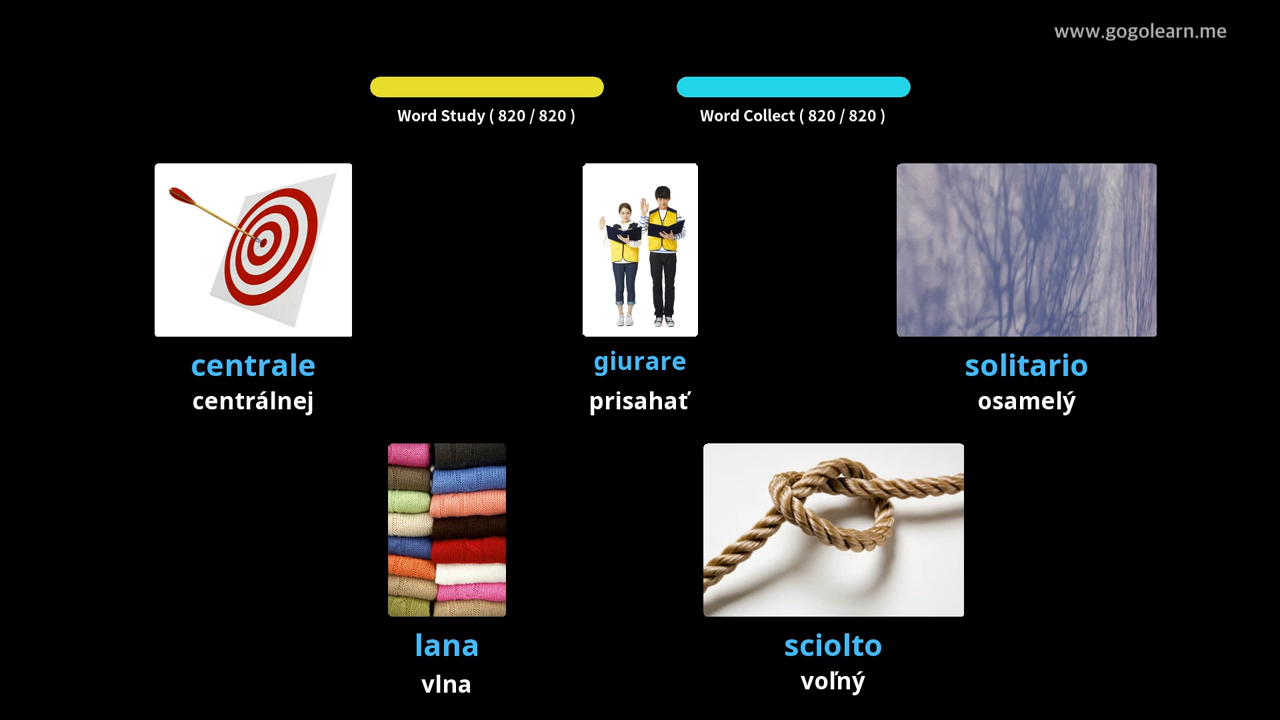 www.gogolearn.me
Word Study ( 820 / 820 )
Word Collect ( 820 / 820 )
centrale
centrálnej
giurare
prisahať
solitario
osamelý
lana
vlna
sciolto
voľný